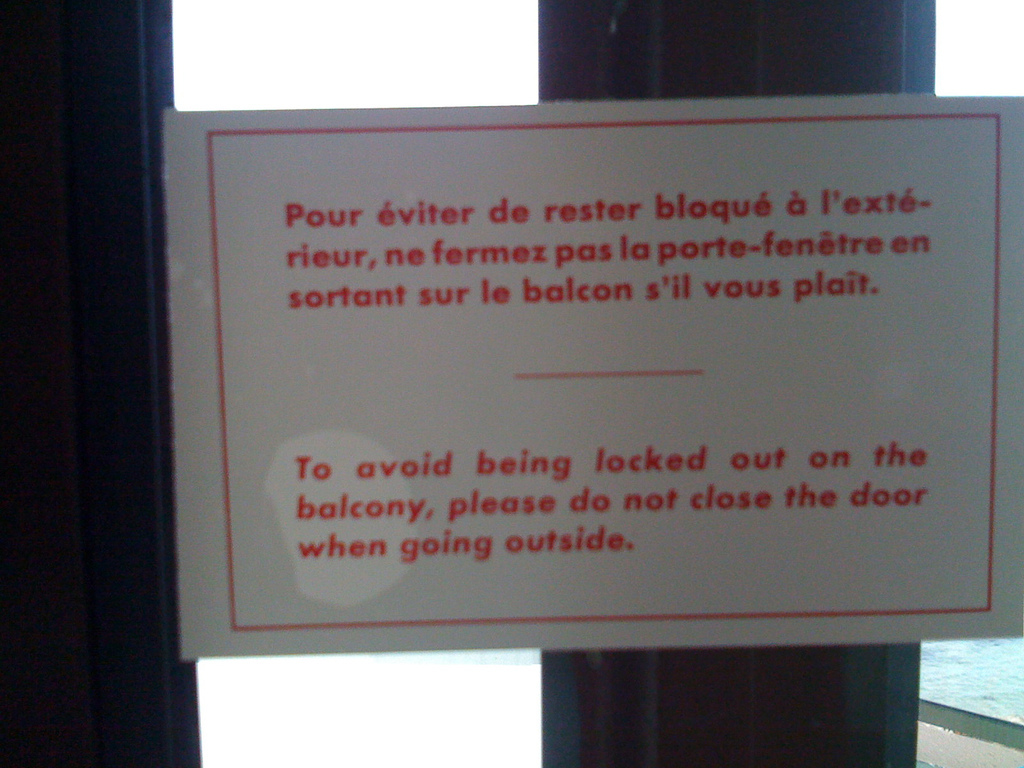 Pour éviter de rester bloqué à l'exté-
rieur, ne fermez pas la porte-fenêtre en
sortant sur le balcon s'il vous plaît.
To avoid being locked out on the
balcony, please do not close the door
when going outside.